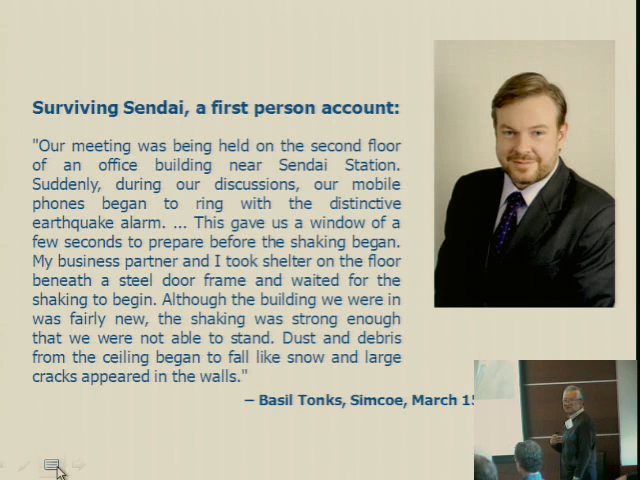 Surviving Sendai, a first person account:
"Our meeting was being held on the second floor
of an office building near Sendai Station.
Suddenly, during our discussions, our mobile
phones began to ring with the distinctive
earthquake alarm. ... This gave us a window of a
few seconds to prepare before the shaking began.
My business partner and I took shelter on the floor
beneath a steel door frame and waited for the
shaking to begin. Although the building we were in
was fairly new, the shaking was strong enough
that we were not able to stand. Dust and debris
from the ceiling began to fall like snow and large
cracks appeared in the walls."
– Basil Tonks, Simcoe, March